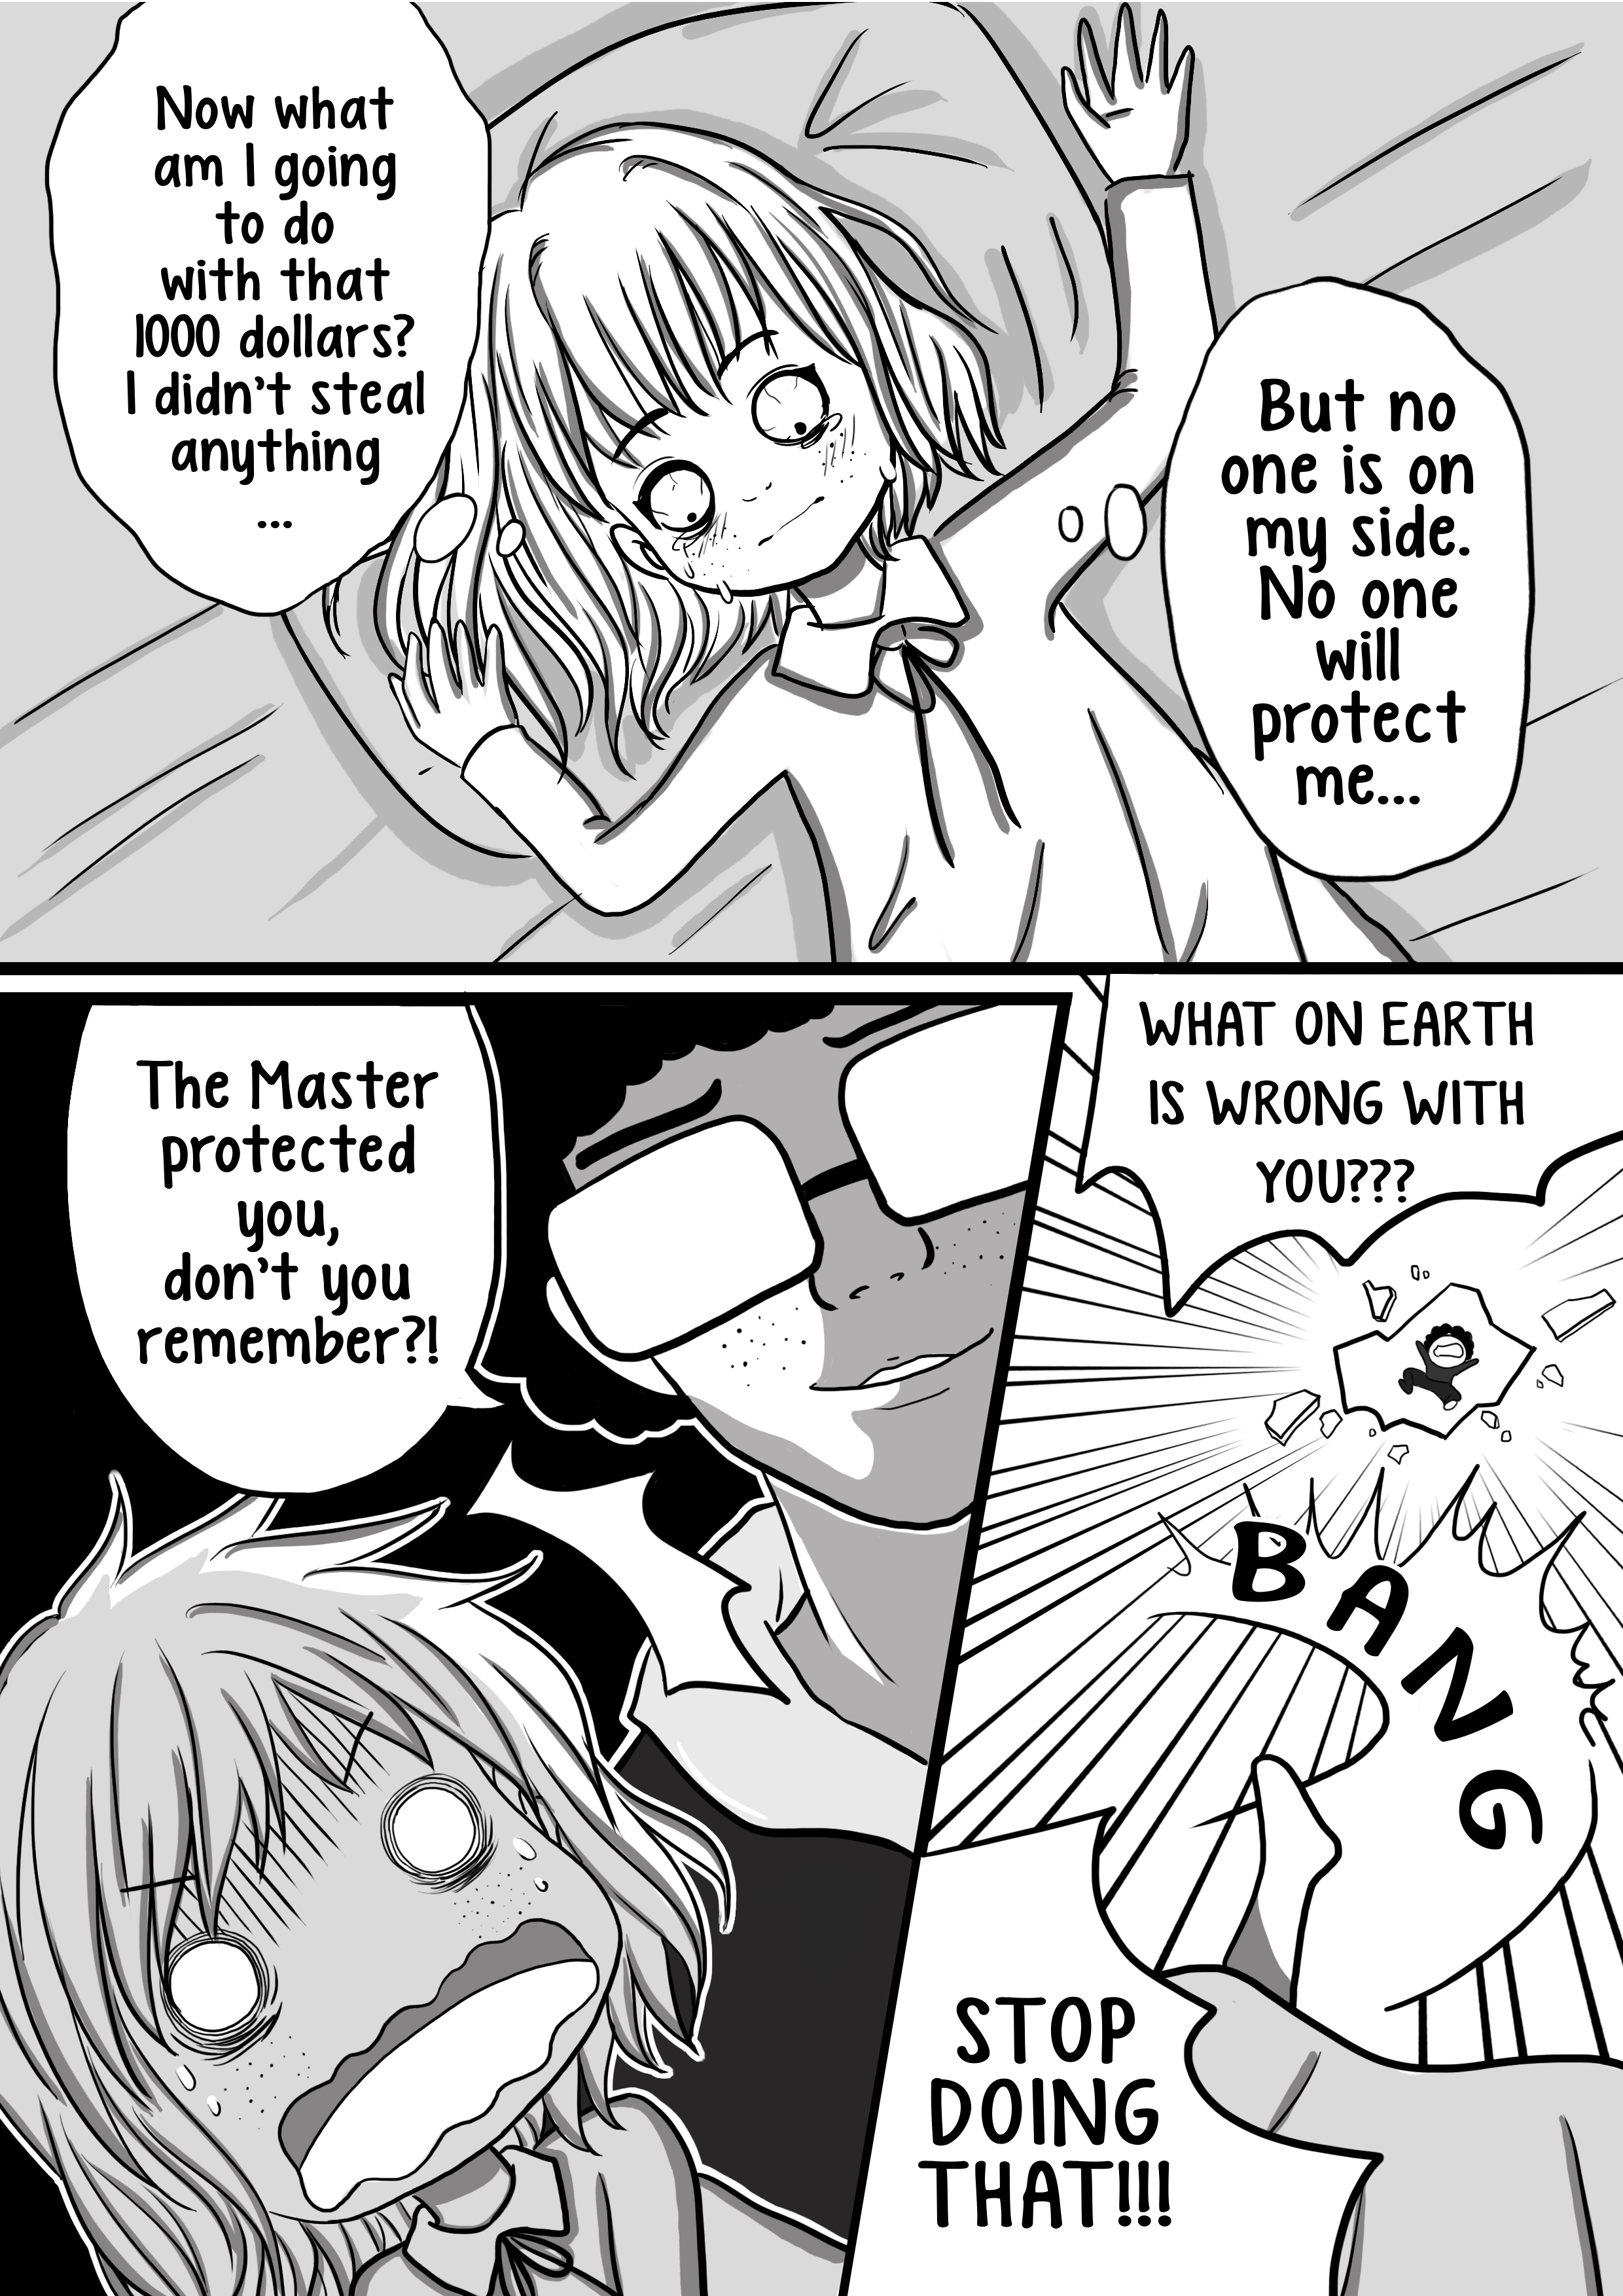 Now what
am I going
to do
with that
1000 dollars?
I didn't steal
anything
...
But no
one is on
my side.
No one
will
protect
me...
The Master
protected
you,
don't you
remember?!
WHAT ON EARTH
IS WRONG WITH
YOU???
BANG
STOP
DOING
THAT!!!